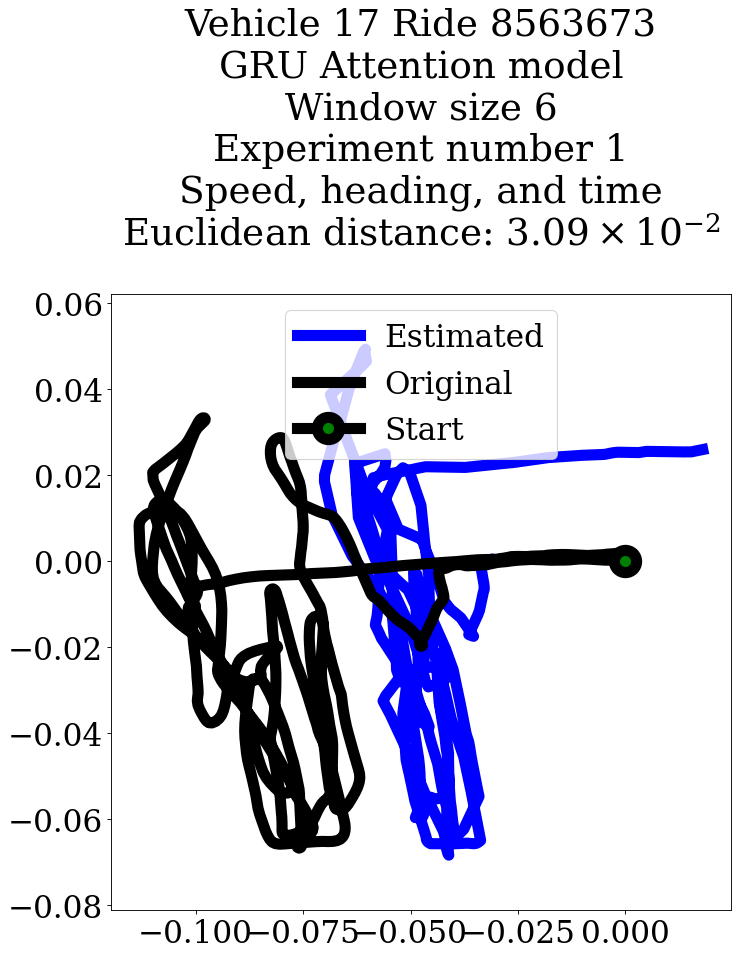 Vehicle 17 Ride 8563673
GRU Attention model
Window size 6
Experiment number 1
Speed, heading, and time
Euclidean distance: 3.09 × 10⁻²
Estimated
Original
Start
0.06
0.04
0.02
0.00
−0.02
−0.04
−0.06
−0.08
−0.100 −0.075 −0.050 −0.025 0.000